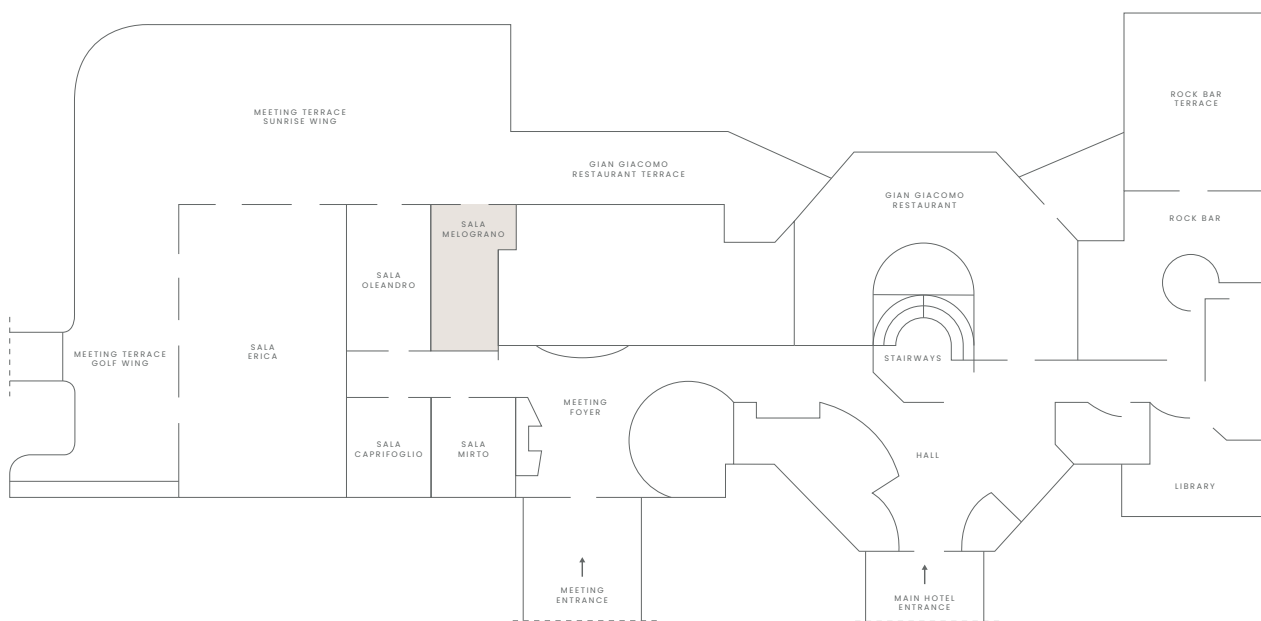 ROCK BAR
TERRACE
MEETING TERRACE
SUNRISE WING
GIAN GIACOMO
RESTAURANT TERRACE
GIAN GIACOMO
RESTAURANT
ROCK BAR
SALA
MELOGRANO
SALA
OLEANDRO
SALA
ERICA
MEETING TERRACE
GOLF WING
STAIRWAYS
MEETING
FOYER
SALA
CAPRIFOGLIO
SALA
MIRTO
HALL
LIBRARY
MEETING
ENTRANCE
MAIN HOTEL
ENTRANCE